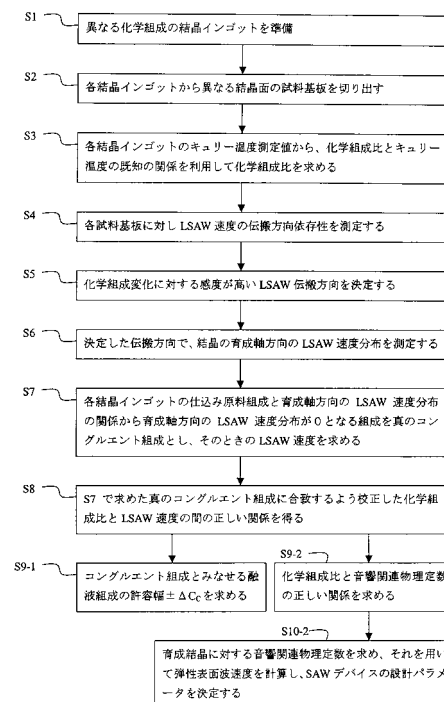 S1
異なる化学組成の結晶インゴットを準備
S2
各結晶インゴットから異なる結晶面の試料基板を切り出す
S3
各結晶インゴットのキュリー温度測定値から、化学組成比とキュリー
温度の既知の関係を利用して化学組成比を求める
S4
各試料基板に対し LSAW 速度の伝搬方向依存性を測定する
S5
化学組成変化に対する感度が高い LSAW 伝搬方向を決定する
S6
決定した伝搬方向で、結晶の育成軸方向の LSAW 速度分布を測定する
S7
各結晶インゴットの仕込み原料組成と育成軸方向の LSAW 速度分布
の関係から育成軸方向の LSAW 速度分布が 0 となる組成を真のコン
グルエント組成とし、そのときの LSAW 速度を求める
S8
S7 で求めた真のコングルエント組成に合致するよう校正した化学組
成比と LSAW 速度の間の正しい関係を得る
S9-1
コングルエント組成とみなせる融
液組成の許容幅±ΔCcを求める
S9-2
化学組成比と音響関連物理定数
の正しい関係を求める
S10-2
育成結晶に対する音響関連物理定数を求め、それを用い
て弾性表面波速度を計算し、SAW デバイスの設計パラメ
ータを決定する